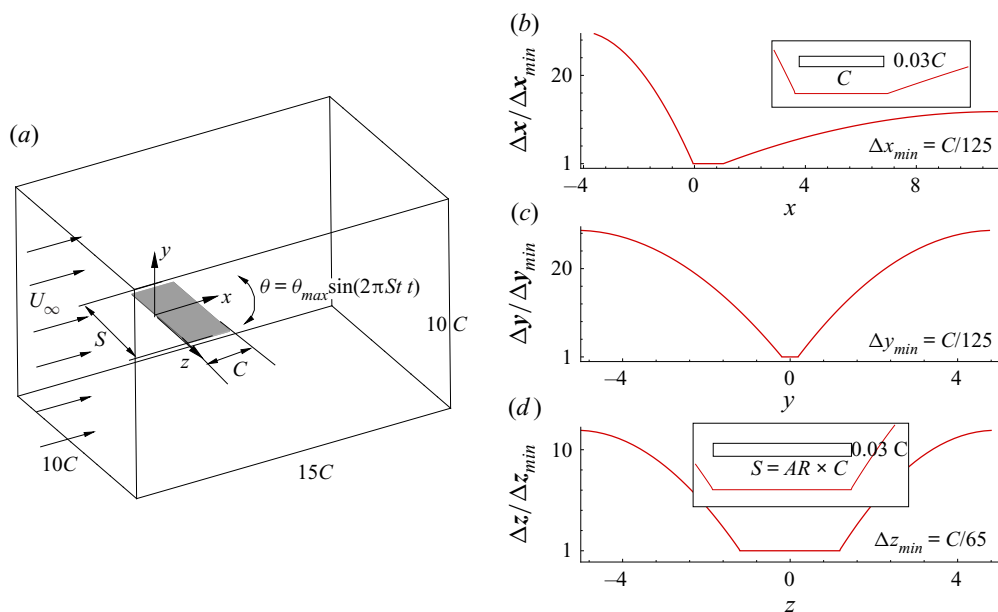 (a)
y
x
z
U∞
S
C
θ = θmax sin(2πSt t)
10C
15C
10C
(b)
Δx/Δxmin
20
1
0.03C
C
Δxmin = C/125
−4
0
4
8
x
(c)
Δy/Δymin
20
1
Δymin = C/125
−4
0
4
y
(d)
Δz/Δzmin
10
1
0.03 C
S = AR × C
Δzmin = C/65
−4
0
4
z